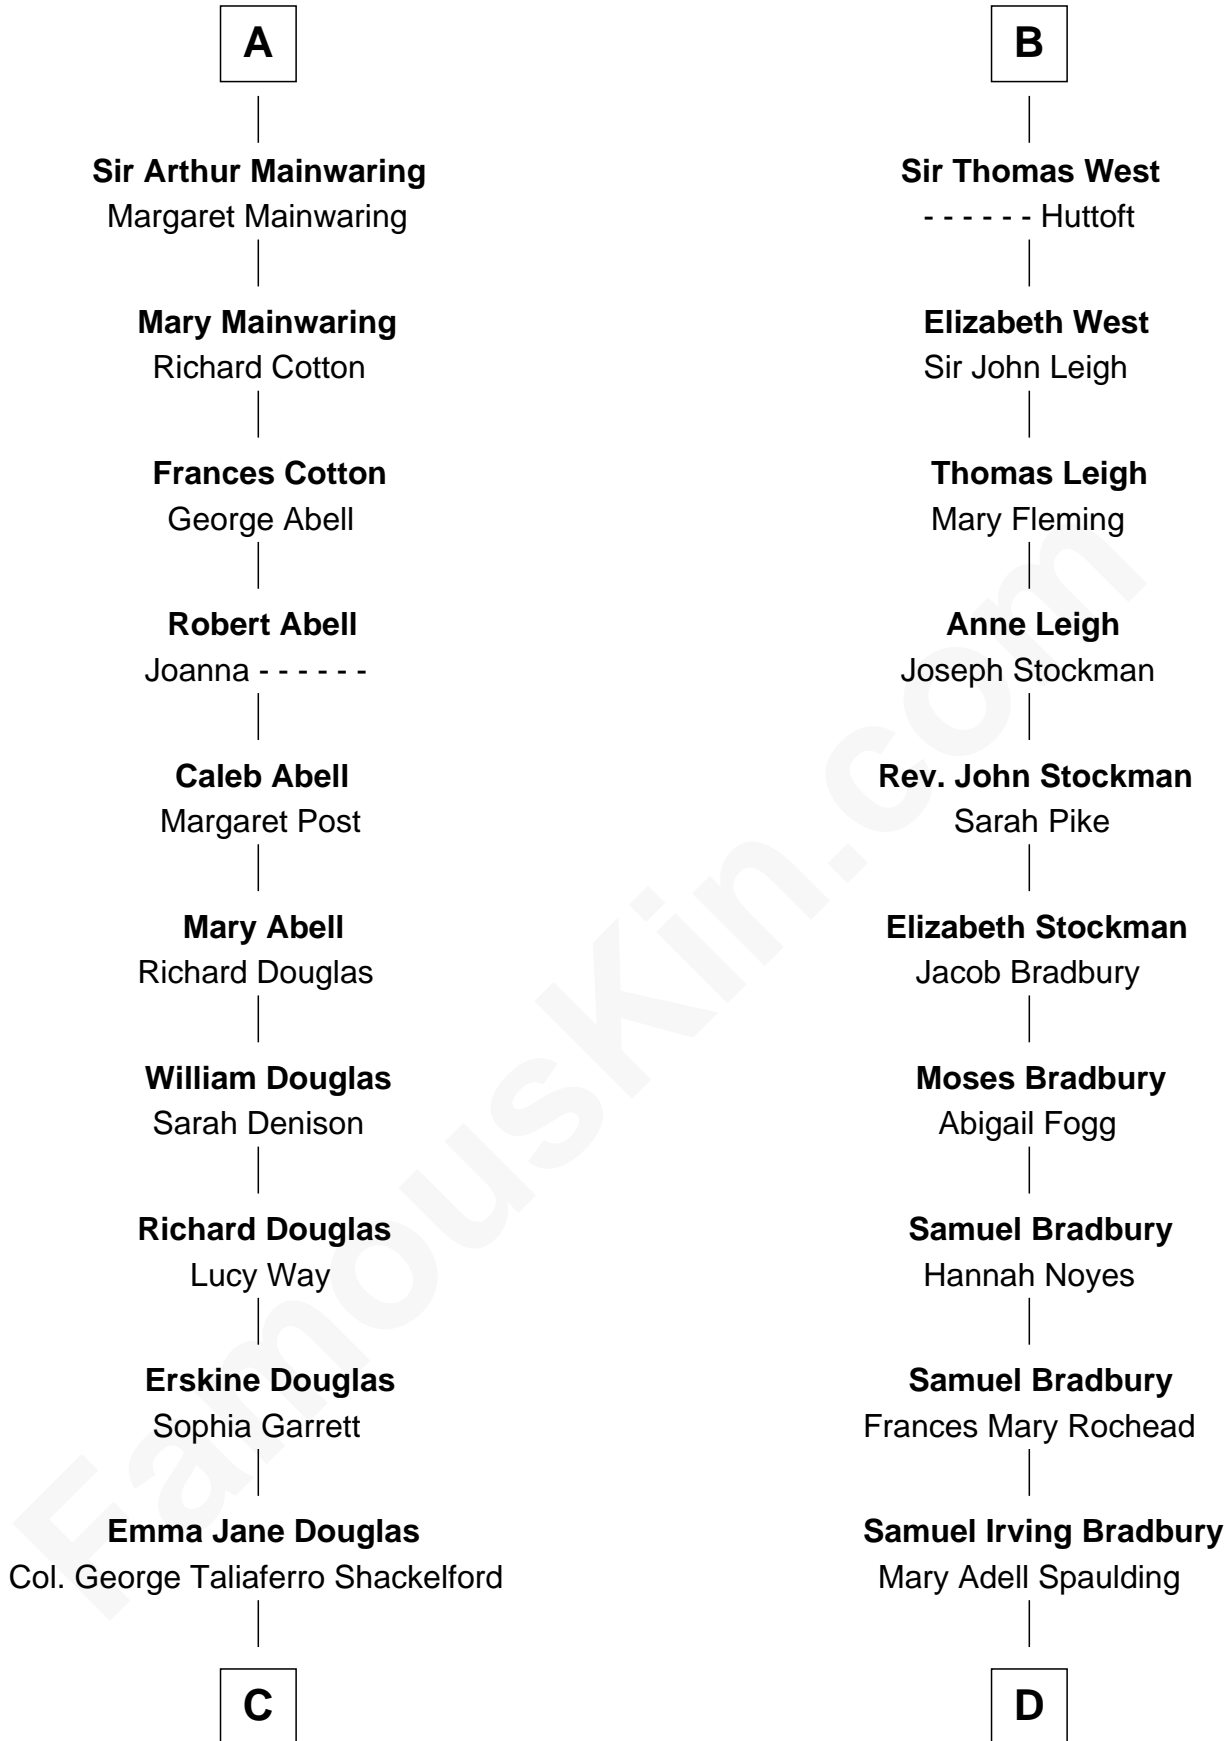 A
Sir Arthur Mainwaring
Margaret Mainwaring
Mary Mainwaring
Richard Cotton
Frances Cotton
George Abell
Robert Abell
Joanna - - - - - -
Caleb Abell
Margaret Post
Mary Abell
Richard Douglas
William Douglas
Sarah Denison
Richard Douglas
Lucy Way
Erskine Douglas
Sophia Garrett
Emma Jane Douglas
Col. George Taliaferro Shackelford
C
B
Sir Thomas West
- - - - - - Huttoft
Elizabeth West
Sir John Leigh
Thomas Leigh
Mary Fleming
Anne Leigh
Joseph Stockman
Rev. John Stockman
Sarah Pike
Elizabeth Stockman
Jacob Bradbury
Moses Bradbury
Abigail Fogg
Samuel Bradbury
Hannah Noyes
Samuel Bradbury
Frances Mary Rochead
Samuel Irving Bradbury
Mary Adell Spaulding
D
FamousKin.com